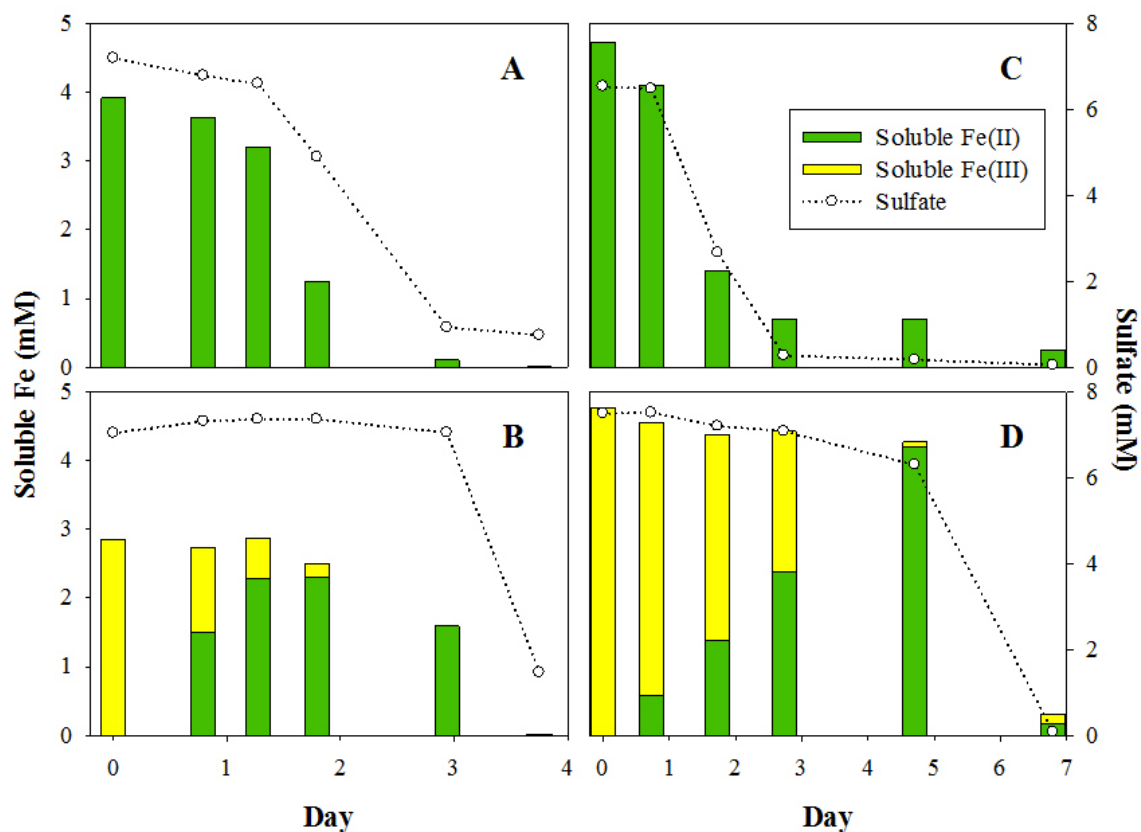 5
4
3
2
1
0
A
C
8
6
4
2
0
Soluble Fe(II)
Soluble Fe(III)
Sulfate
5
4
3
2
1
0
B
D
8
6
4
2
0
Soluble Fe (mM)
Sulfate (mM)
0 1 2 3 4
0 1 2 3 4 5 6 7
Day
Day